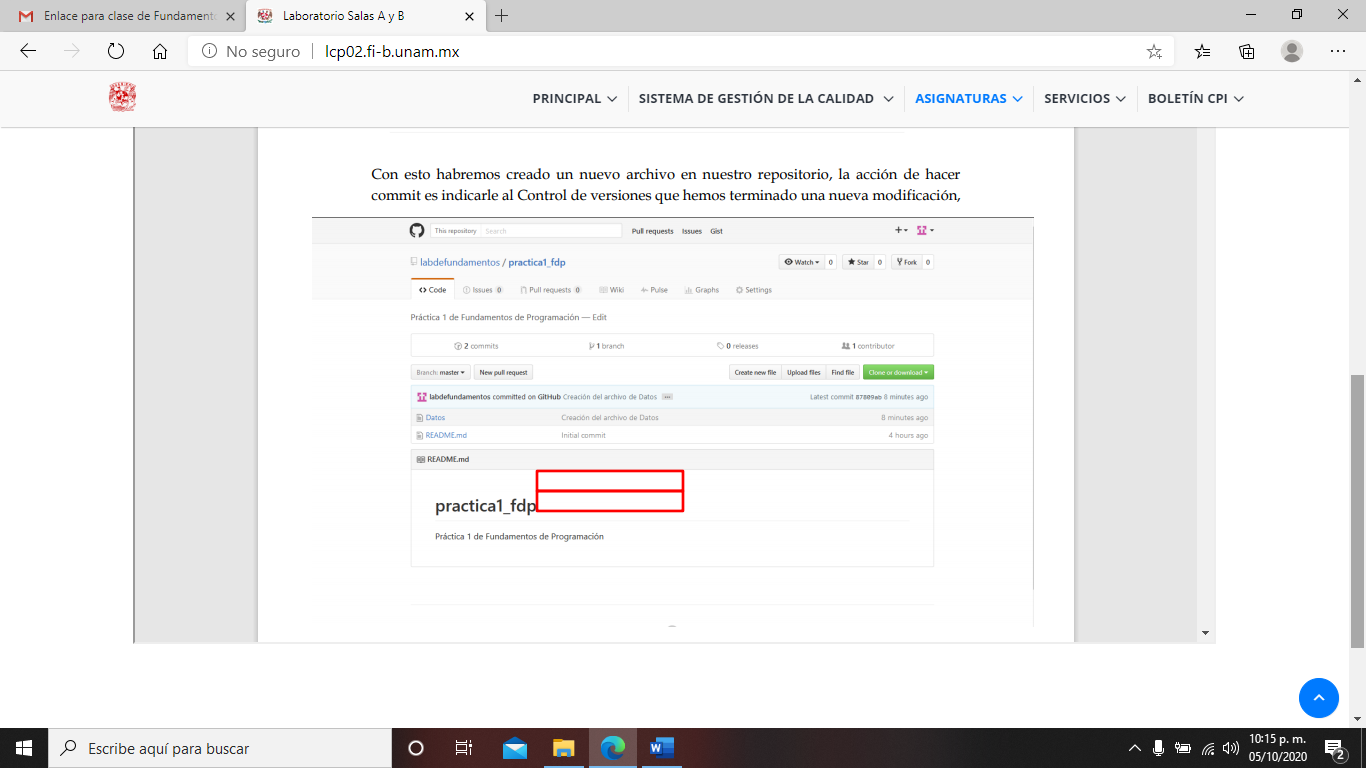 Enlace para clase de Fundament
Laboratorio Salas A y B
No seguro
lcp02.fi-b.unam.mx
PRINCIPAL
SISTEMA DE GESTIÓN DE LA CALIDAD
ASIGNATURAS
SERVICIOS
BOLETÍN CPI
Con esto habremos creado un nuevo archivo en nuestro repositorio, la acción de hacer
commit es indicarle al Control de versiones que hemos terminado una nueva modificación,
This repository Search
Pull requests Issues Gist
labdefundamentos / practica1_fdp
Watch 0 Star 0 Fork 0
Code Issues 0 Pull requests 0 Wiki Pulse Graphs Settings
Práctica 1 de Fundamentos de Programación — Edit
2 commits 1 branch 0 releases 1 contributor
Branch: master New pull request Create new file Upload files Find file Clone or download
labdefundamentos committed on GitHub Creación del archivo de Datos ... Latest commit 87809ab 8 minutes ago
Datos Creación del archivo de Datos 8 minutes ago
README.md Initial commit 4 hours ago
README.md
practica1_fdp
Práctica 1 de Fundamentos de Programación
Escribe aquí para buscar
10:15 p. m.
05/10/2020
2